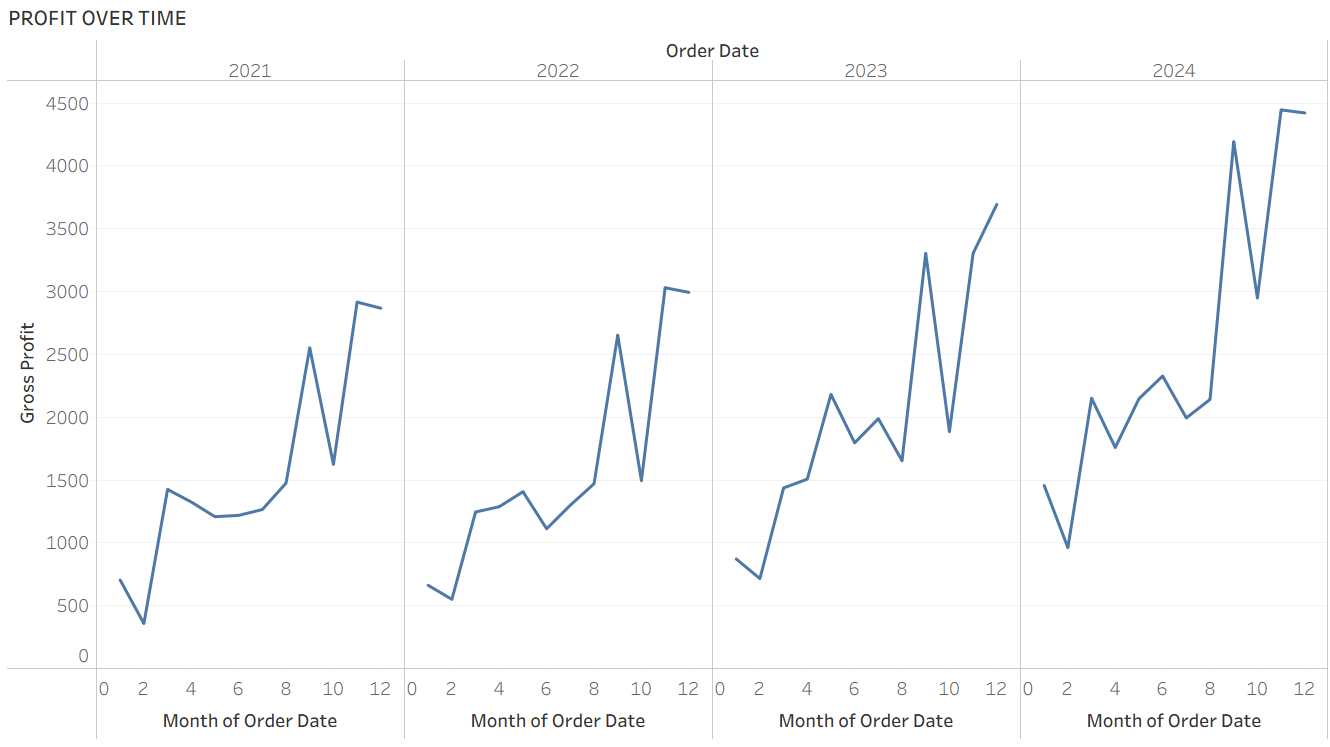 PROFIT OVER TIME
Order Date
2021 2022 2023 2024
4500
4000
3500
3000
2500
2000
1500
1000
500
0
Gross Profit
0 2 4 6 8 10 12 0 2 4 6 8 10 12 0 2 4 6 8 10 12 0 2 4 6 8 10 12
Month of Order Date Month of Order Date Month of Order Date Month of Order Date